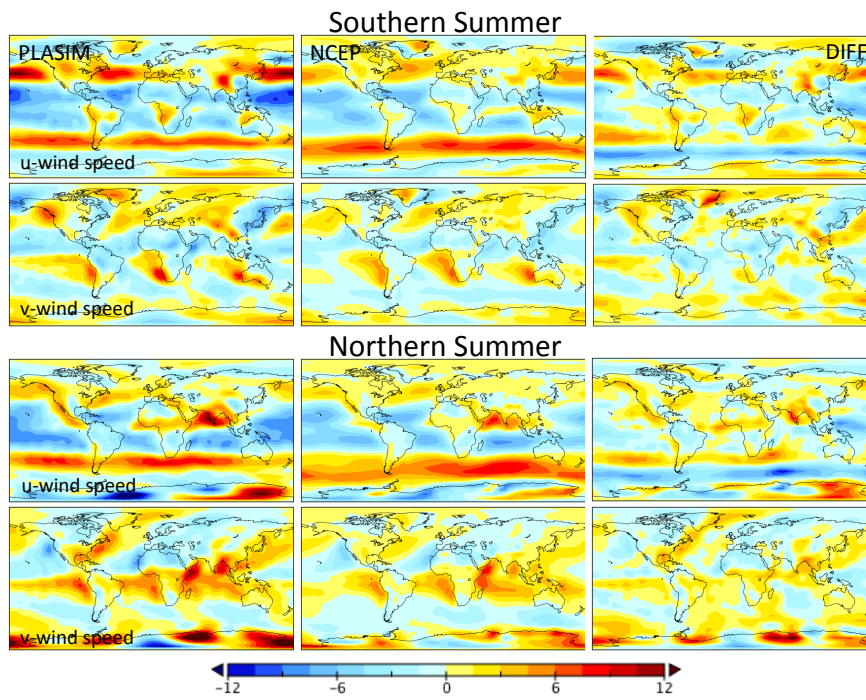 Southern Summer
PLASIM NCEP DIFF
u-wind speed
v-wind speed
Northern Summer
u-wind speed
v-wind speed
−12 −6 0 6 12